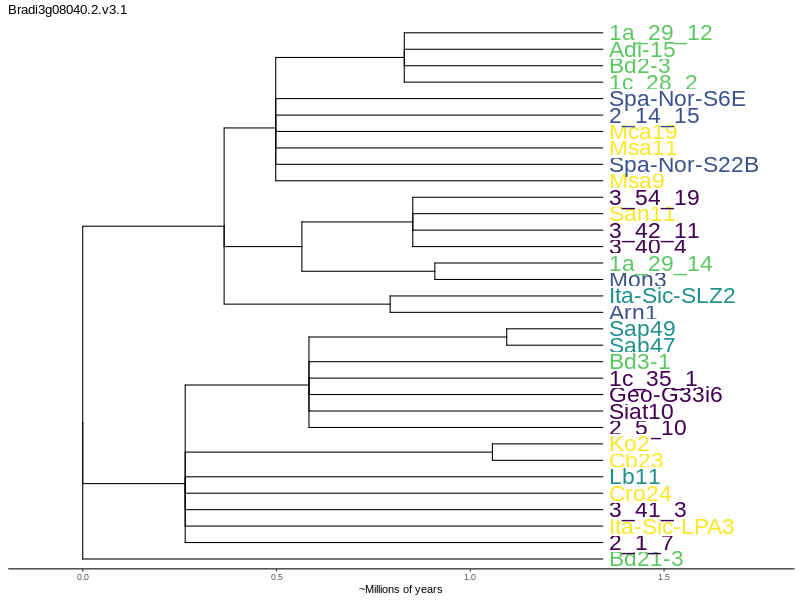 Bradi3g08040.2.v3.1
1a_29_12
Adi-15
Bd2-3
1c_28_2
Spa-Nor-S6E
2_14_15
Mca19
Msa11
Spa-Nor-S22B
Msa9
3_54_19
San11
3_42_11
3_40_4
1a_29_14
Mon3
Ita-Sic-SLZ2
Arn1
Sap49
Sab47
Bd3-1
1c_35_1
Geo-G33i6
Siat10
2_5_10
Ko2
Cb23
Lb11
Cro24
3_41_3
Ita-Sic-LPA3
2_1_7
Bd21-3
0.0 0.5 1.0 1.5
~Millions of years